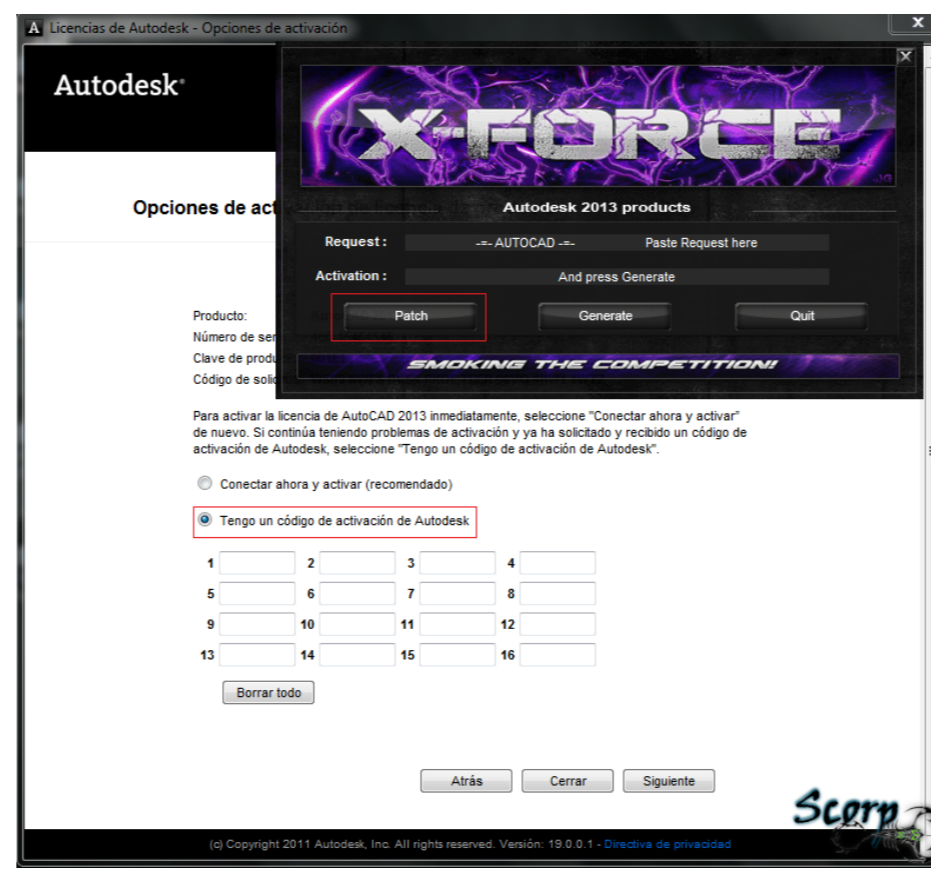 A Licencias de Autodesk - Opciones de activación
Autodesk®
X-FORCE
Autodesk 2013 products
Opciones de act
Request: -=- AUTOCAD -=- Paste Request here
Activation : And press Generate
Patch Generate Quit
SMOKING THE COMPETITION!
Producto:
Número de ser
Clave de produ
Código de solic
Para activar la licencia de AutoCAD 2013 inmediatamente, seleccione "Conectar ahora y activar"
de nuevo. Si continúa teniendo problemas de activación y ya ha solicitado y recibido un código de
activación de Autodesk, seleccione "Tengo un código de activación de Autodesk".
Conectar ahora y activar (recomendado)
Tengo un código de activación de Autodesk
1 2 3 4
5 6 7 8
9 10 11 12
13 14 15 16
Borrar todo
Atrás Cerrar Siguiente
Scorp
(c) Copyright 2011 Autodesk, Inc. All rights reserved. Versión: 19.0.0.1 - Directiva de privacidad